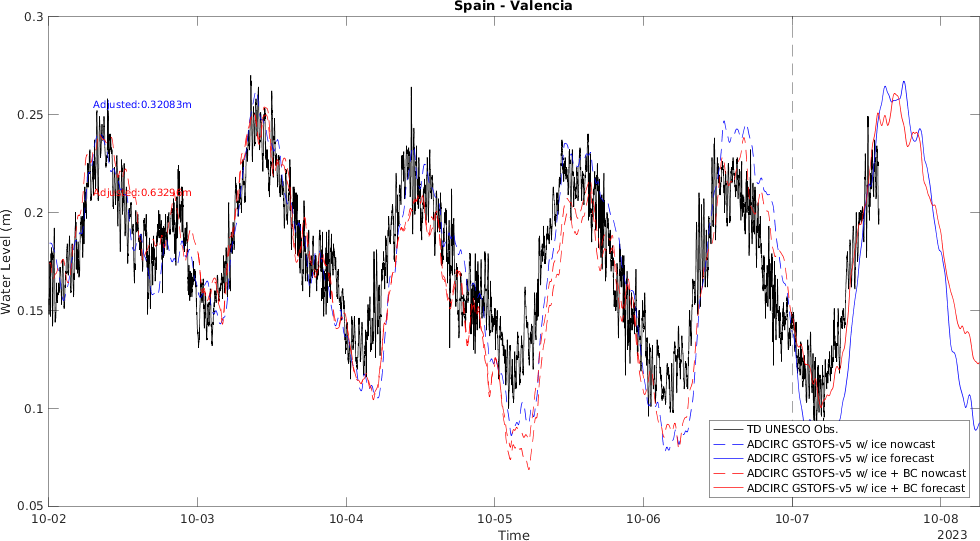 Spain - Valencia
0.3
0.25
0.2
0.15
0.1
0.05
Water Level (m)
Adjusted:0.32083m
Adjusted:0.6329m
TD UNESCO Obs.
ADCIRC GSTOFS-v5 w/ ice nowcast
ADCIRC GSTOFS-v5 w/ ice forecast
ADCIRC GSTOFS-v5 w/ ice + BC nowcast
ADCIRC GSTOFS-v5 w/ ice + BC forecast
10-02 10-03 10-04 10-05 10-06 10-07 10-08
2023
Time